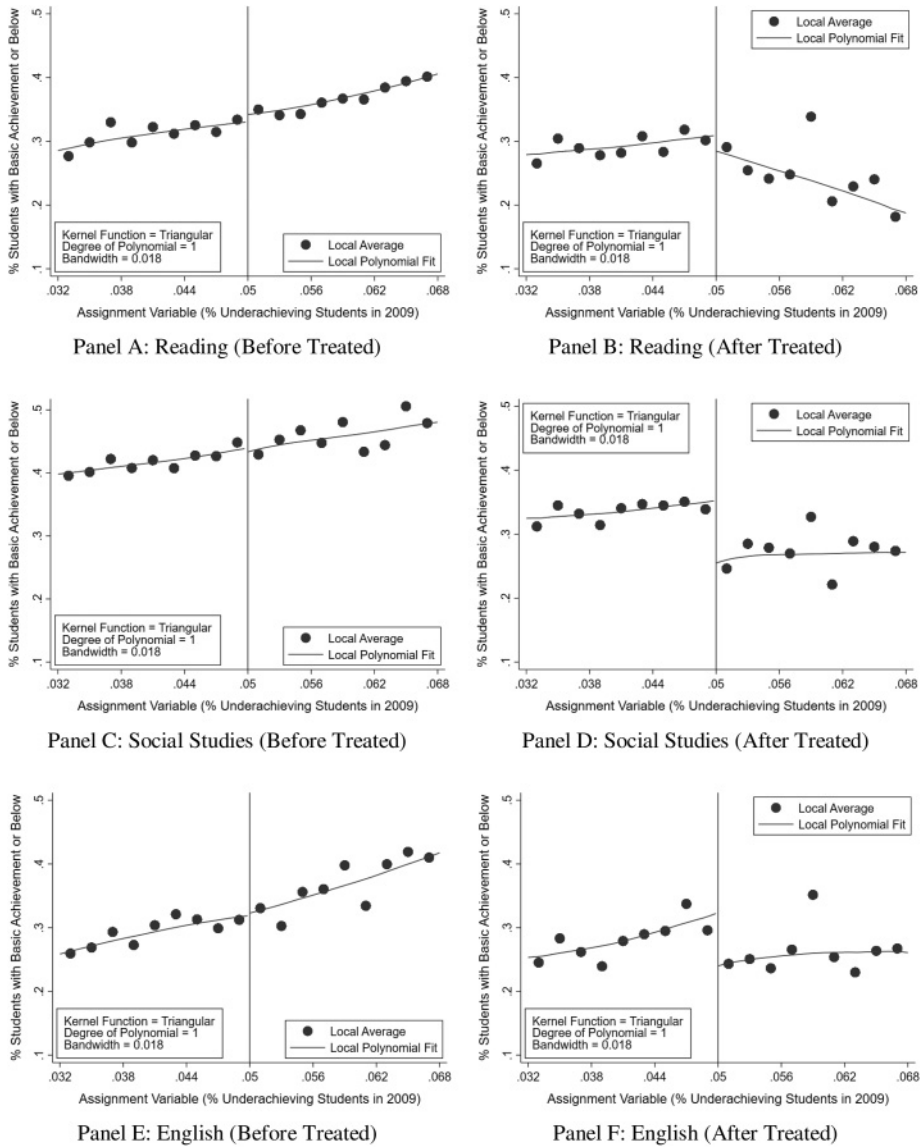 % Students with Basic Achievement or Below
.5
.4
.3
.2
.1
Kernel Function = Triangular
Degree of Polynomial = 1
Bandwidth = 0.018
Local Average
Local Polynomial Fit
.032 .038 .044 .05 .056 .062 .068
Assignment Variable (% Underachieving Students in 2009)
Panel A: Reading (Before Treated)
% Students with Basic Achievement or Below
.5
.4
.3
.2
.1
Local Average
Local Polynomial Fit
Kernel Function = Triangular
Degree of Polynomial = 1
Bandwidth = 0.018
.032 .038 .044 .05 .056 .062 .068
Assignment Variable (% Underachieving Students in 2009)
Panel B: Reading (After Treated)
% Students with Basic Achievement or Below
.5
.4
.3
.2
.1
Kernel Function = Triangular
Degree of Polynomial = 1
Bandwidth = 0.018
Local Average
Local Polynomial Fit
.032 .038 .044 .05 .056 .062 .068
Assignment Variable (% Underachieving Students in 2009)
Panel C: Social Studies (Before Treated)
% Students with Basic Achievement or Below
.5
.4
.3
.2
.1
Kernel Function = Triangular
Degree of Polynomial = 1
Bandwidth = 0.018
Local Average
Local Polynomial Fit
.032 .038 .044 .05 .056 .062 .068
Assignment Variable (% Underachieving Students in 2009)
Panel D: Social Studies (After Treated)
% Students with Basic Achievement or Below
.5
.4
.3
.2
.1
Kernel Function = Triangular
Degree of Polynomial = 1
Bandwidth = 0.018
Local Average
Local Polynomial Fit
.032 .038 .044 .05 .056 .062 .068
Assignment Variable (% Underachieving Students in 2009)
Panel E: English (Before Treated)
% Students with Basic Achievement or Below
.5
.4
.3
.2
.1
Local Average
Local Polynomial Fit
Kernel Function = Triangular
Degree of Polynomial = 1
Bandwidth = 0.018
.032 .038 .044 .05 .056 .062 .068
Assignment Variable (% Underachieving Students in 2009)
Panel F: English (After Treated)